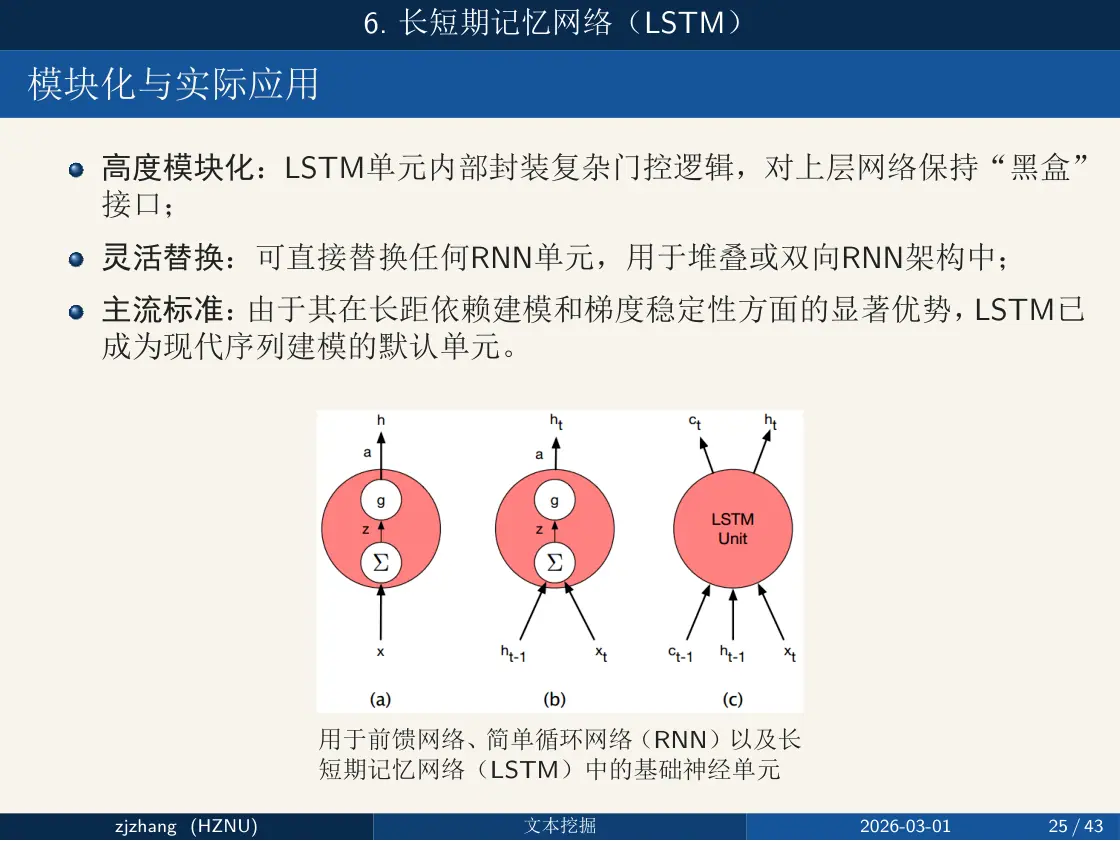 6. 长短期记忆网络（LSTM）
模块化与实际应用
高度模块化：LSTM单元内部封装复杂门控逻辑，对上层网络保持“黑盒”
接口；
灵活替换：可直接替换任何RNN单元，用于堆叠或双向RNN架构中；
主流标准：由于其在长距依赖建模和梯度稳定性方面的显著优势，LSTM已
成为现代序列建模的默认单元。
h
a
g
z
Σ
x
(a)
h_t
a
g
z
Σ
h_t-1 x_t
(b)
c_t h_t
LSTM
Unit
c_t-1 h_t-1 x_t
(c)
用于前馈网络、简单循环网络（RNN）以及长
短期记忆网络（LSTM）中的基础神经单元
zjzhang (HZNU) 文本挖掘 2026-03-01 25 / 43